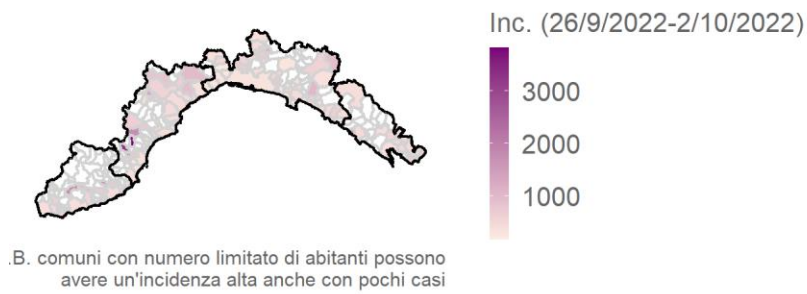 Inc. (26/9/2022-2/10/2022)
3000
2000
1000
.B. comuni con numero limitato di abitanti possono
avere un'incidenza alta anche con pochi casi